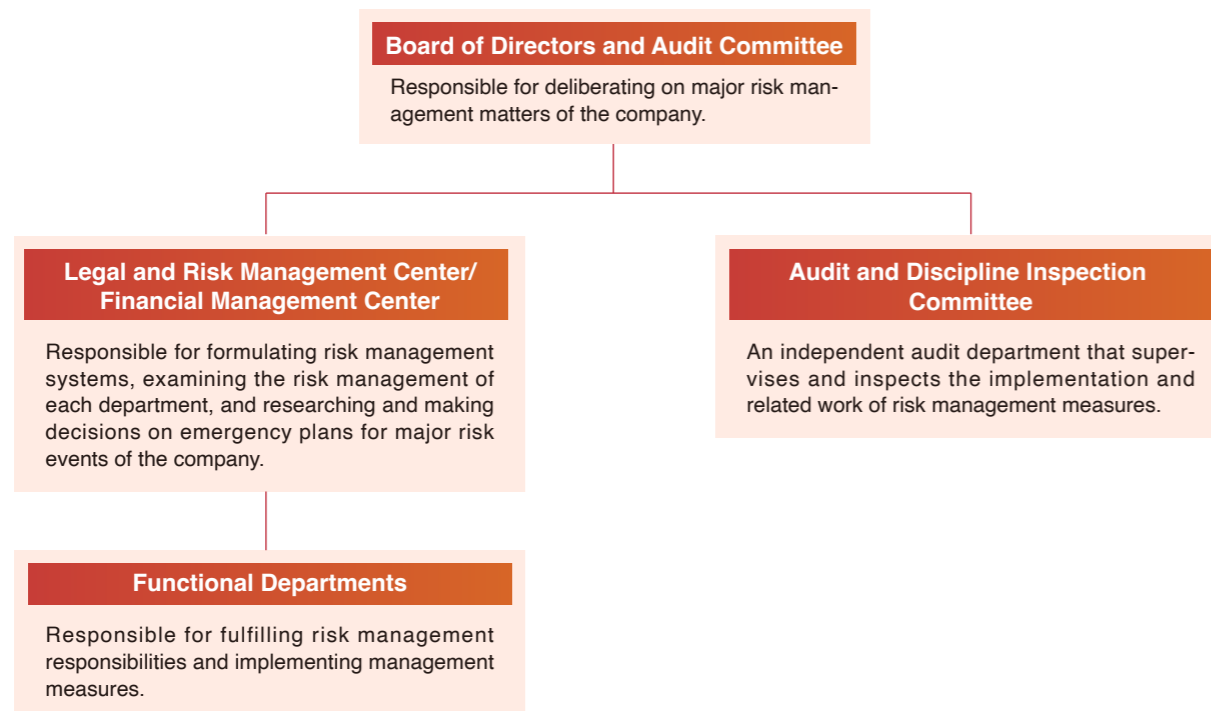 Board of Directors and Audit Committee
Responsible for deliberating on major risk man-
agement matters of the company.
Legal and Risk Management Center/
Financial Management Center
Responsible for formulating risk management
systems, examining the risk management of
each department, and researching and making
decisions on emergency plans for major risk
events of the company.
Audit and Discipline Inspection
Committee
An independent audit department that super-
vises and inspects the implementation and
related work of risk management measures.
Functional Departments
Responsible for fulfilling risk management
responsibilities and implementing management
measures.